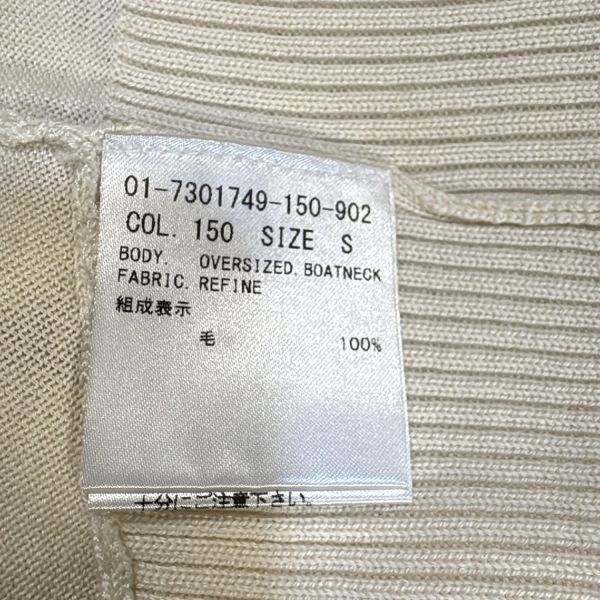 01-7301749-150-902
COL. 150 SIZE S
BODY. OVERSIZED. BOATNECK
FABRIC. REFINE
組成表示
毛 100%